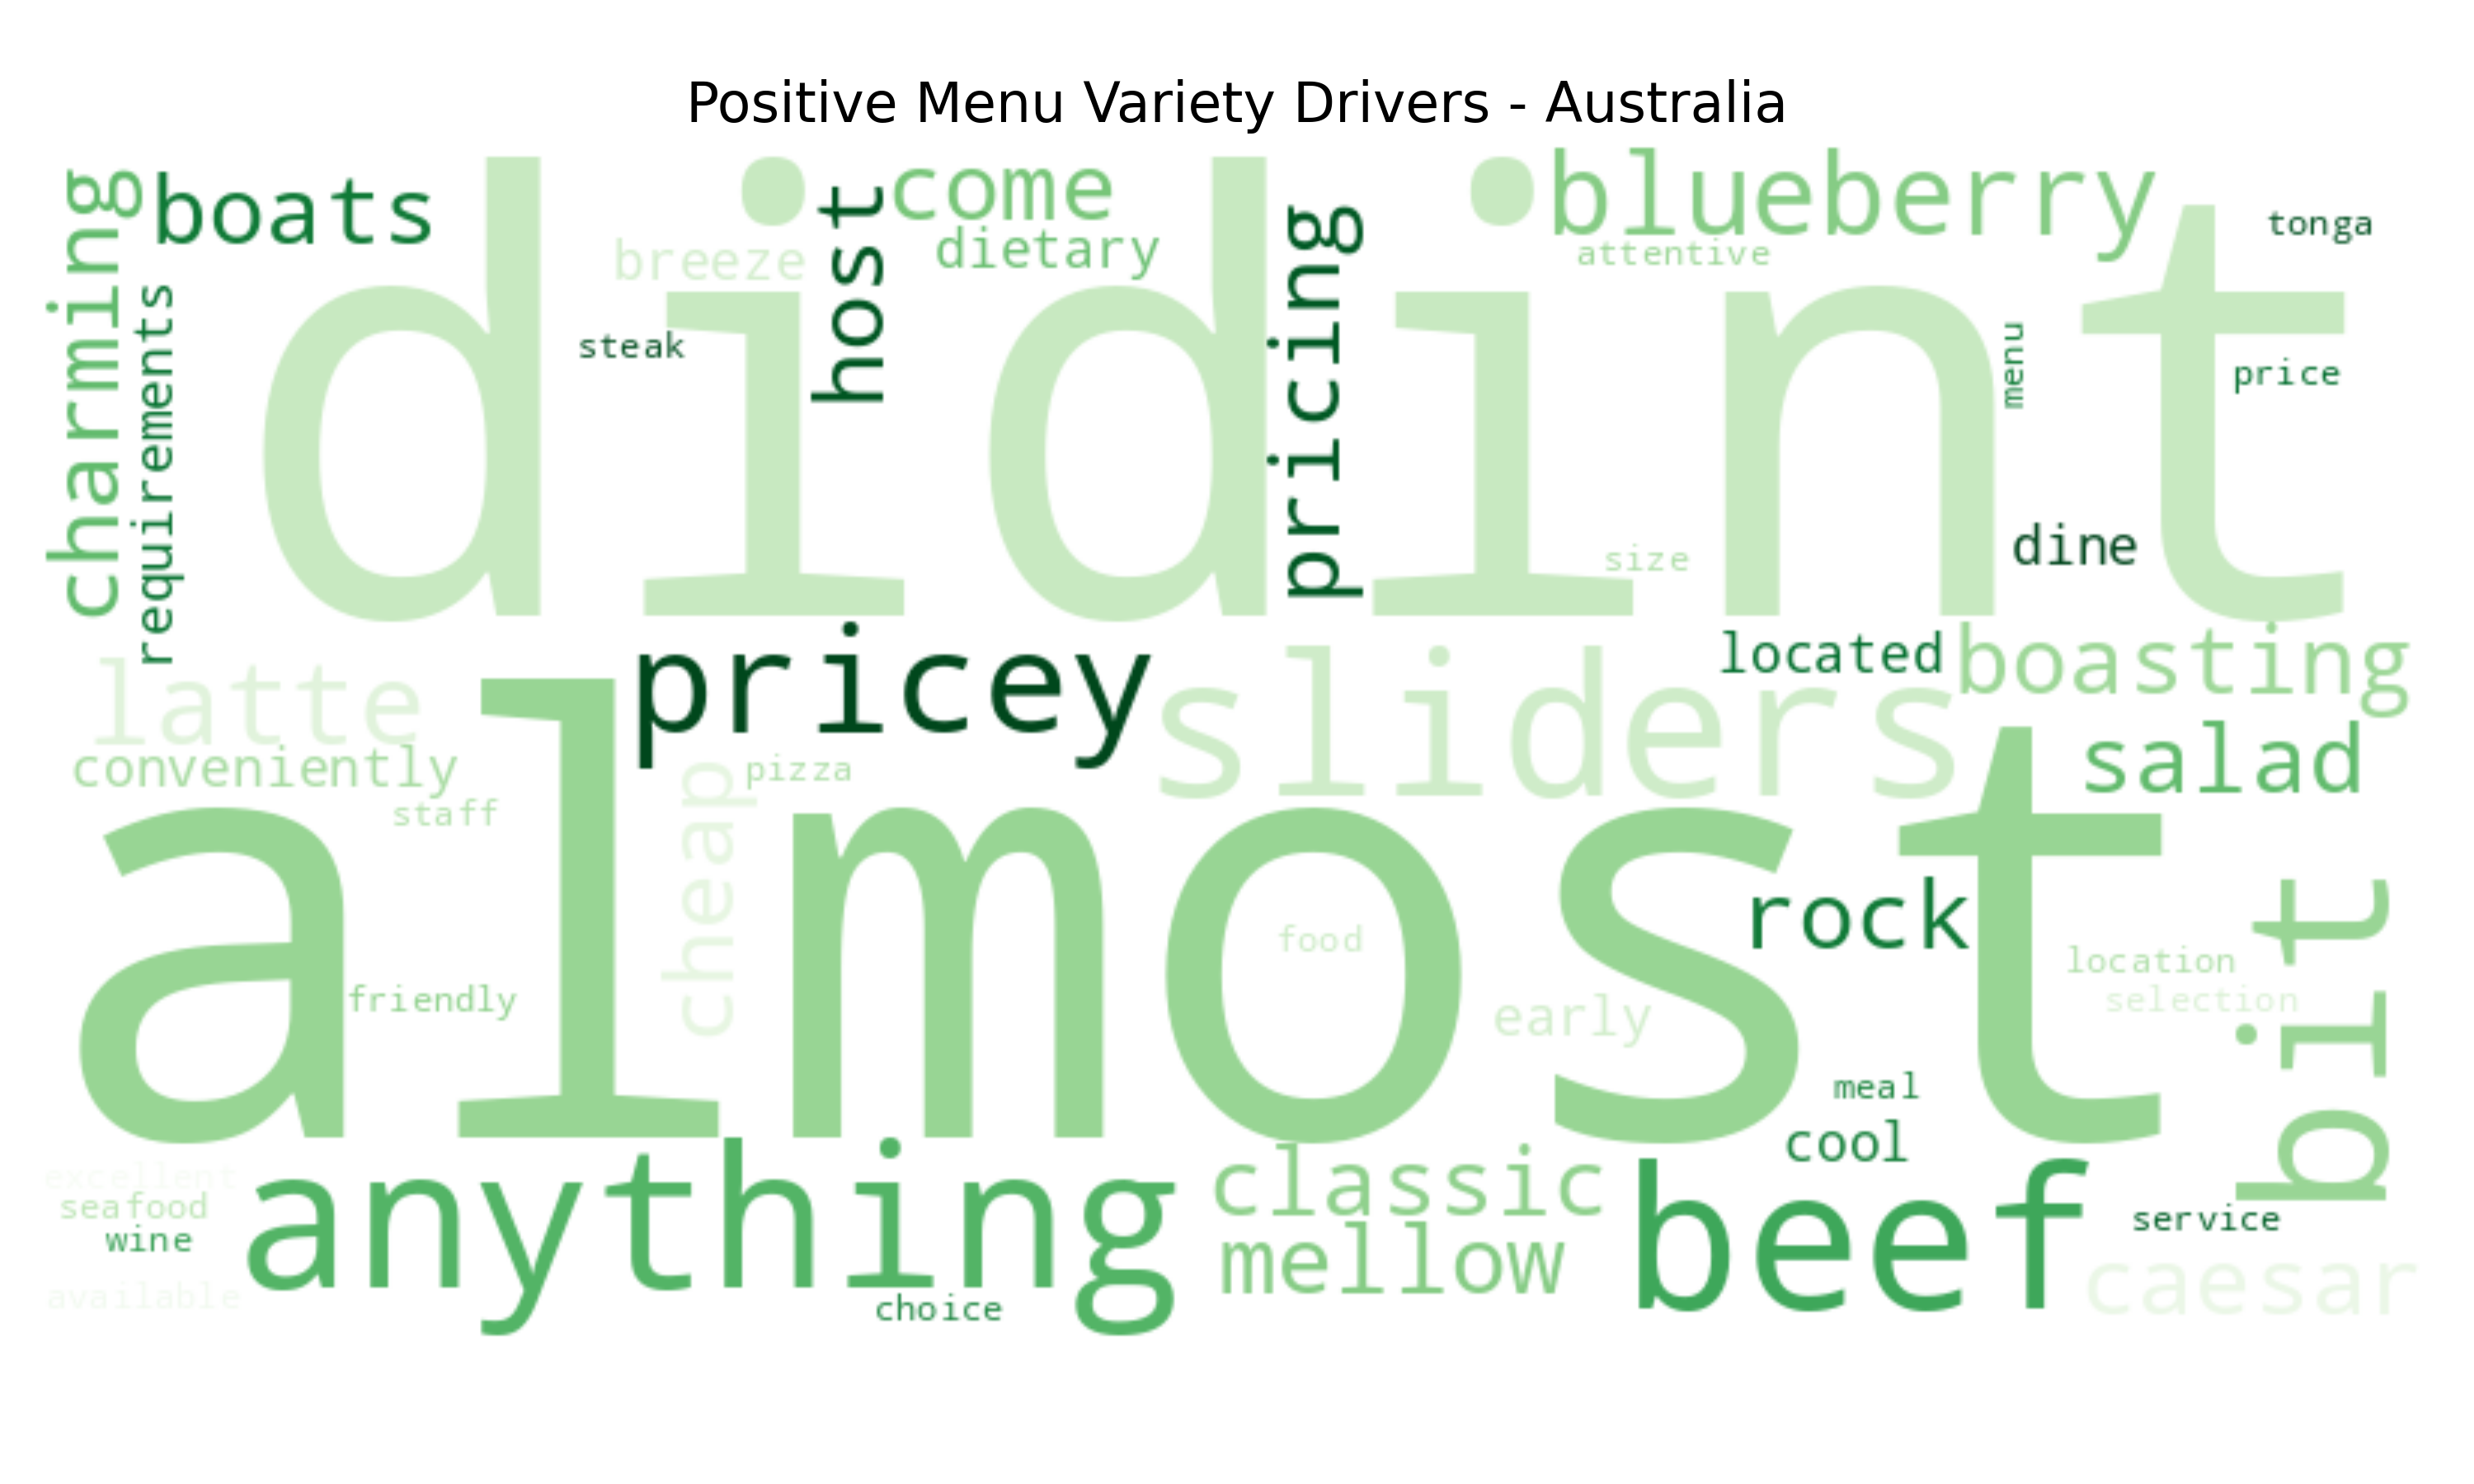 Positive Menu Variety Drivers - Australia
charming
boats
didint
come
blueberry
tonga
breeze
host
dietary
attentive
pricing
requirements
steak
menu
price
size
dine
pricey
located
boasting
latte
sliders
conveniently
pizza
salad
staff
cheap
almost
rock
bit
food
location
friendly
early
selection
meal
cool
excellent
anything
classic
beef
seafood
service
wine
mellow
available
choice
caesar